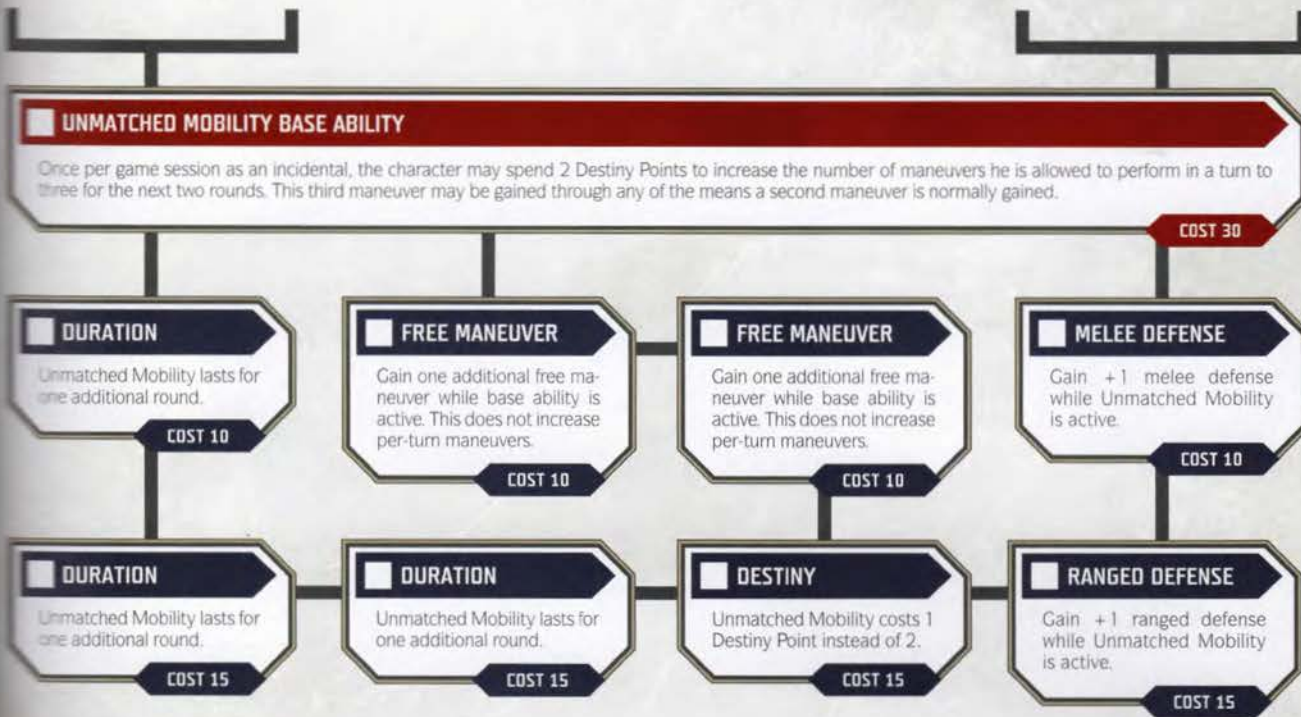 UNMATCHED MOBILITY BASE ABILITY
Once per game session as an incidental, the character may spend 2 Destiny Points to increase the number of maneuvers he is allowed to perform in a turn to
three for the next two rounds. This third maneuver may be gained through any of the means a second maneuver is normally gained.
COST 30
DURATION
Unmatched Mobility lasts for
one additional round.
COST 10
FREE MANEUVER
Gain one additional free ma-
neuver while base ability is
active. This does not increase
per-turn maneuvers.
COST 10
FREE MANEUVER
Gain one additional free ma-
neuver while base ability is
active. This does not increase
per-turn maneuvers.
COST 10
MELEE DEFENSE
Gain +1 melee defense
while Unmatched Mobility
is active.
COST 10
DURATION
Unmatched Mobility lasts for
one additional round.
COST 15
DURATION
Unmatched Mobility lasts for
one additional round.
COST 15
DESTINY
Unmatched Mobility costs 1
Destiny Point instead of 2.
COST 15
RANGED DEFENSE
Gain +1 ranged defense
while Unmatched Mobility
is active.
COST 15